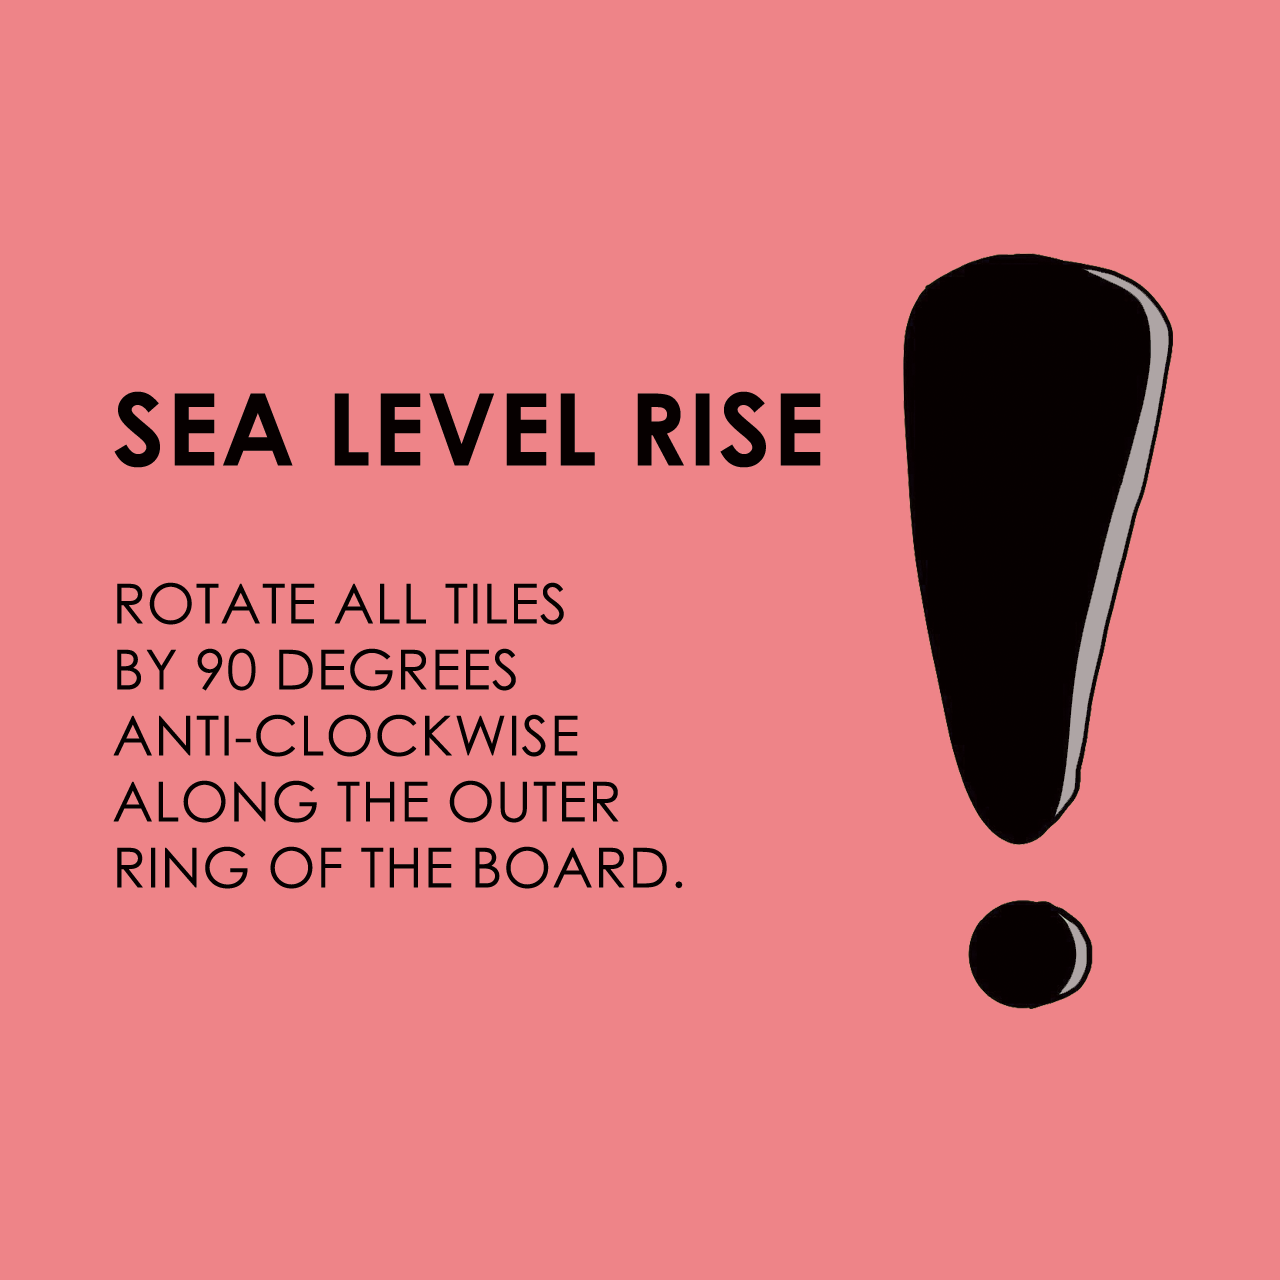 SEA LEVEL RISE
ROTATE ALL TILES
BY 90 DEGREES
ANTI-CLOCKWISE
ALONG THE OUTER
RING OF THE BOARD.
!